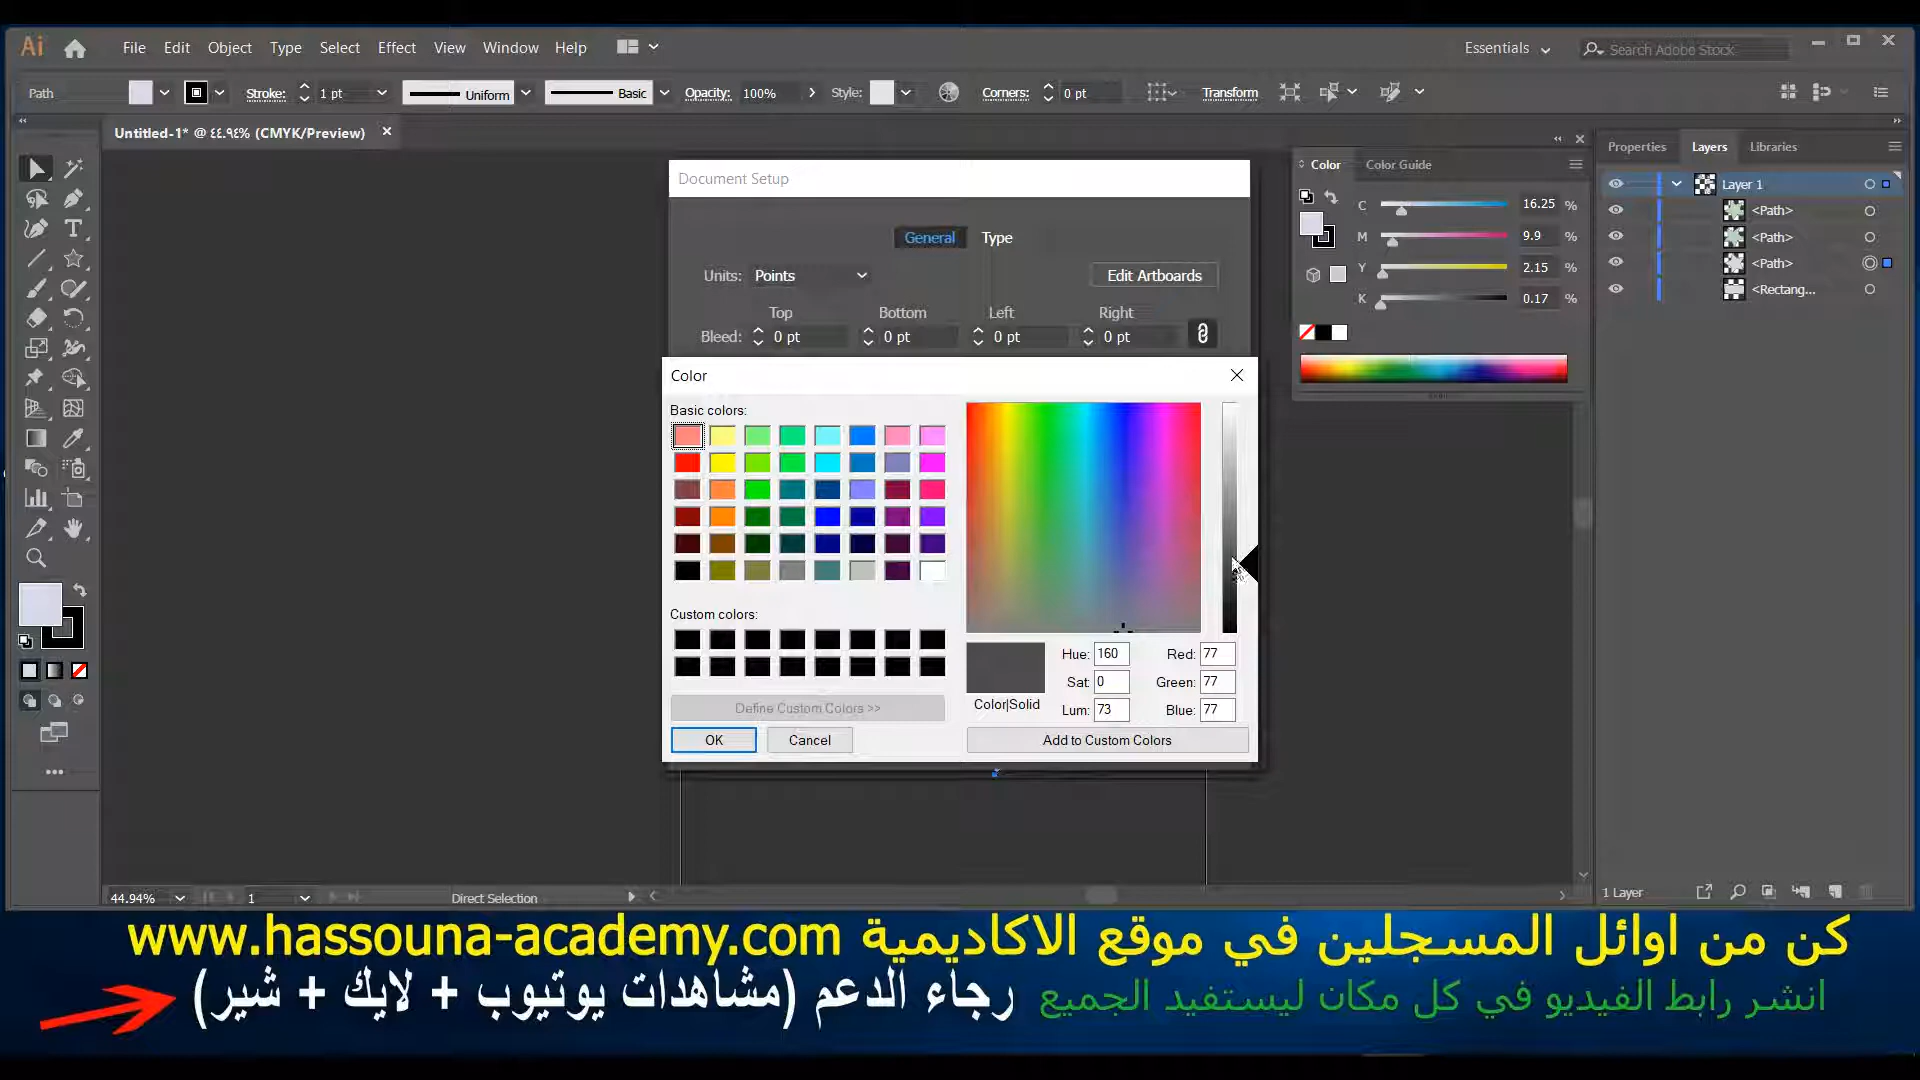 Ai File Edit Object Type Select Effect View Window Help Essentials Search Adobe Stock
Path Stroke: 1 pt Uniform Basic Opacity: 100% Style: Corners: 0 pt Transform
Untitled-1* @ ٤٤.٩٤% (CMYK/Preview)
Properties Layers Libraries
Color Color Guide
C 16.25 %
M 9.9 %
Y 2.15 %
K 0.17 %
Layer 1
<Path>
<Path>
<Path>
<Rectang...
Document Setup
General Type
Units: Points Edit Artboards
Top Bottom Left Right
Bleed: 0 pt 0 pt 0 pt 0 pt
Color
Basic colors:
Custom colors:
Define Custom Colors >>
OK Cancel
Color|Solid
Hue: 160 Red: 77
Sat: 0 Green: 77
Lum: 73 Blue: 77
Add to Custom Colors
44.94% 1 Direct Selection
1 Layer
كن من اوائل المسجلين في موقع الاكاديمية www.hassouna-academy.com
انشر رابط الفيديو في كل مكان ليستفيد الجميع رجاء الدعم (مشاهدات يوتيوب + لايك + شير)